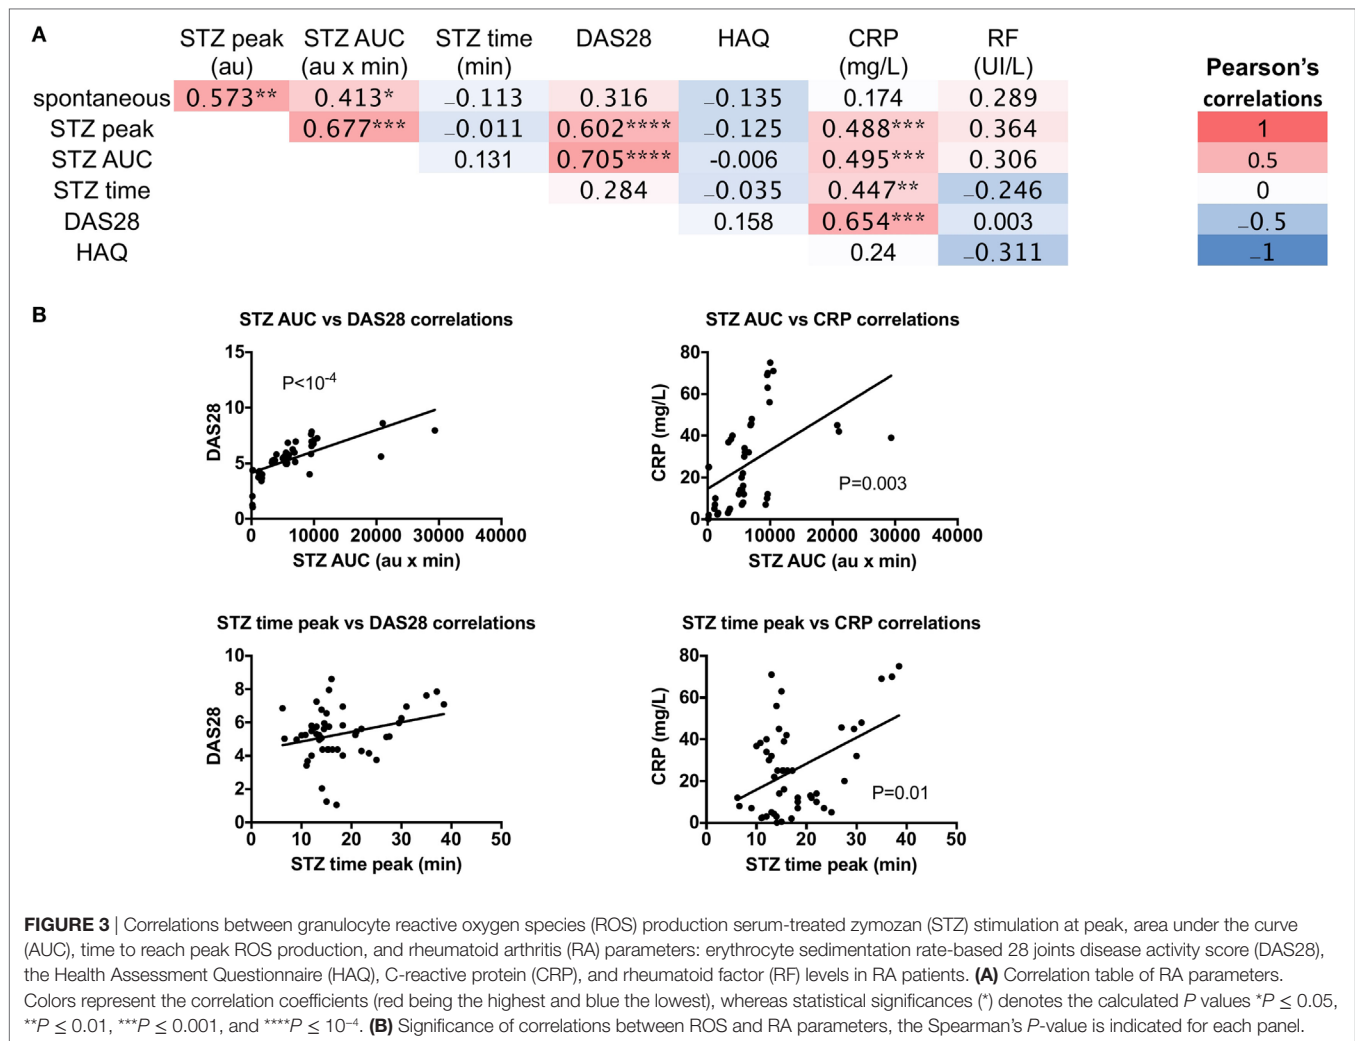 A
STZ peak STZ AUC STZ time DAS28 HAQ CRP RF
(au) (au x min) (min) (mg/L) (UI/L)
Pearson's
correlations
spontaneous 0.573** 0.413* –0.113 0.316 –0.135 0.174 0.289
STZ peak 0.677*** –0.011 0.602**** –0.125 0.488*** 0.364 1
STZ AUC 0.131 0.705**** -0.006 0.495*** 0.306 0.5
STZ time 0.284 –0.035 0.447** –0.246 0
DAS28 0.158 0.654*** 0.003 –0.5
HAQ 0.24 –0.311 –1
B
STZ AUC vs DAS28 correlations
15
10
5
0
DAS28
P<10-4
0 10000 20000 30000 40000
STZ AUC (au x min)
STZ AUC vs CRP correlations
80
60
40
20
0
CRP (mg/L)
P=0.003
0 10000 20000 30000 40000
STZ AUC (au x min)
STZ time peak vs DAS28 correlations
10
8
6
4
2
0
DAS28
0 10 20 30 40 50
STZ time peak (min)
STZ time peak vs CRP correlations
80
60
40
20
0
CRP (mg/L)
P=0.01
0 10 20 30 40 50
STZ time peak (min)
FIGURE 3 | Correlations between granulocyte reactive oxygen species (ROS) production serum-treated zymozan (STZ) stimulation at peak, area under the curve
(AUC), time to reach peak ROS production, and rheumatoid arthritis (RA) parameters: erythrocyte sedimentation rate-based 28 joints disease activity score (DAS28),
the Health Assessment Questionnaire (HAQ), C-reactive protein (CRP), and rheumatoid factor (RF) levels in RA patients. (A) Correlation table of RA parameters.
Colors represent the correlation coefficients (red being the highest and blue the lowest), whereas statistical significances (*) denotes the calculated P values *P ≤ 0.05,
**P ≤ 0.01, ***P ≤ 0.001, and ****P ≤ 10−4. (B) Significance of correlations between ROS and RA parameters, the Spearman's P-value is indicated for each panel.